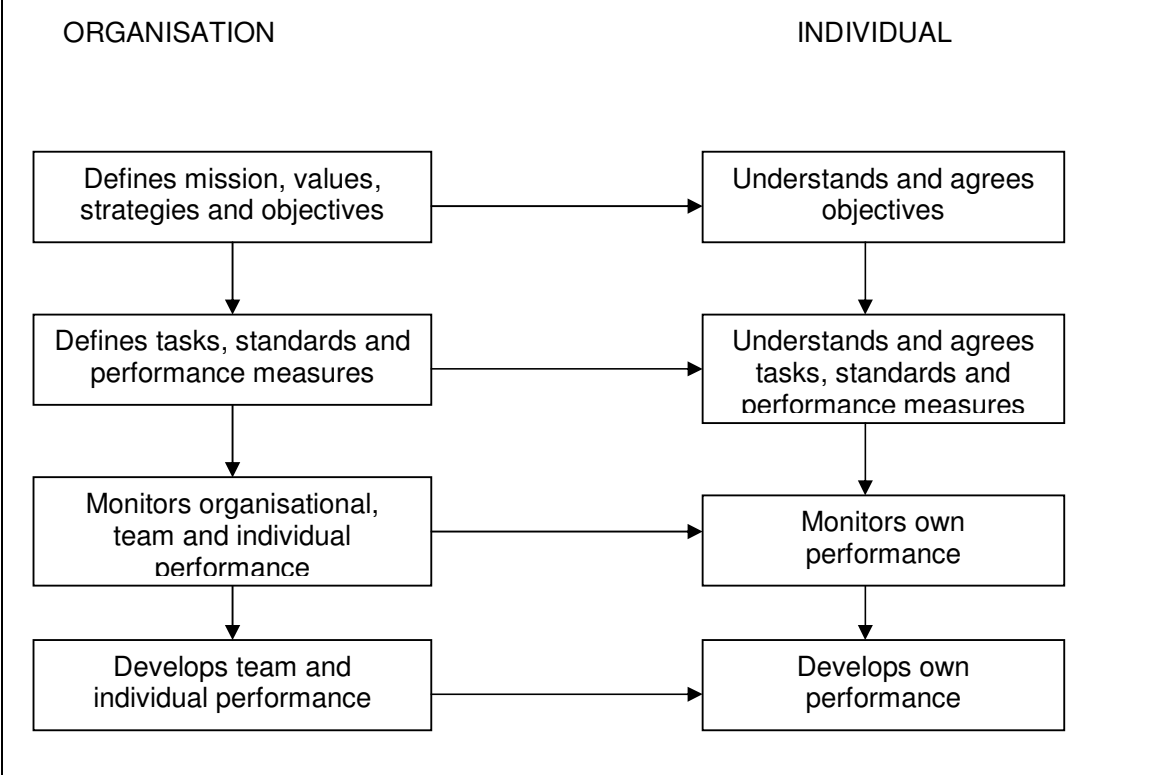 ORGANISATION
INDIVIDUAL
Defines mission, values,
strategies and objectives
Understands and agrees
objectives
Defines tasks, standards and
performance measures
Understands and agrees
tasks, standards and
performance measures
Monitors organisational,
team and individual
performance
Monitors own
performance
Develops team and
individual performance
Develops own
performance